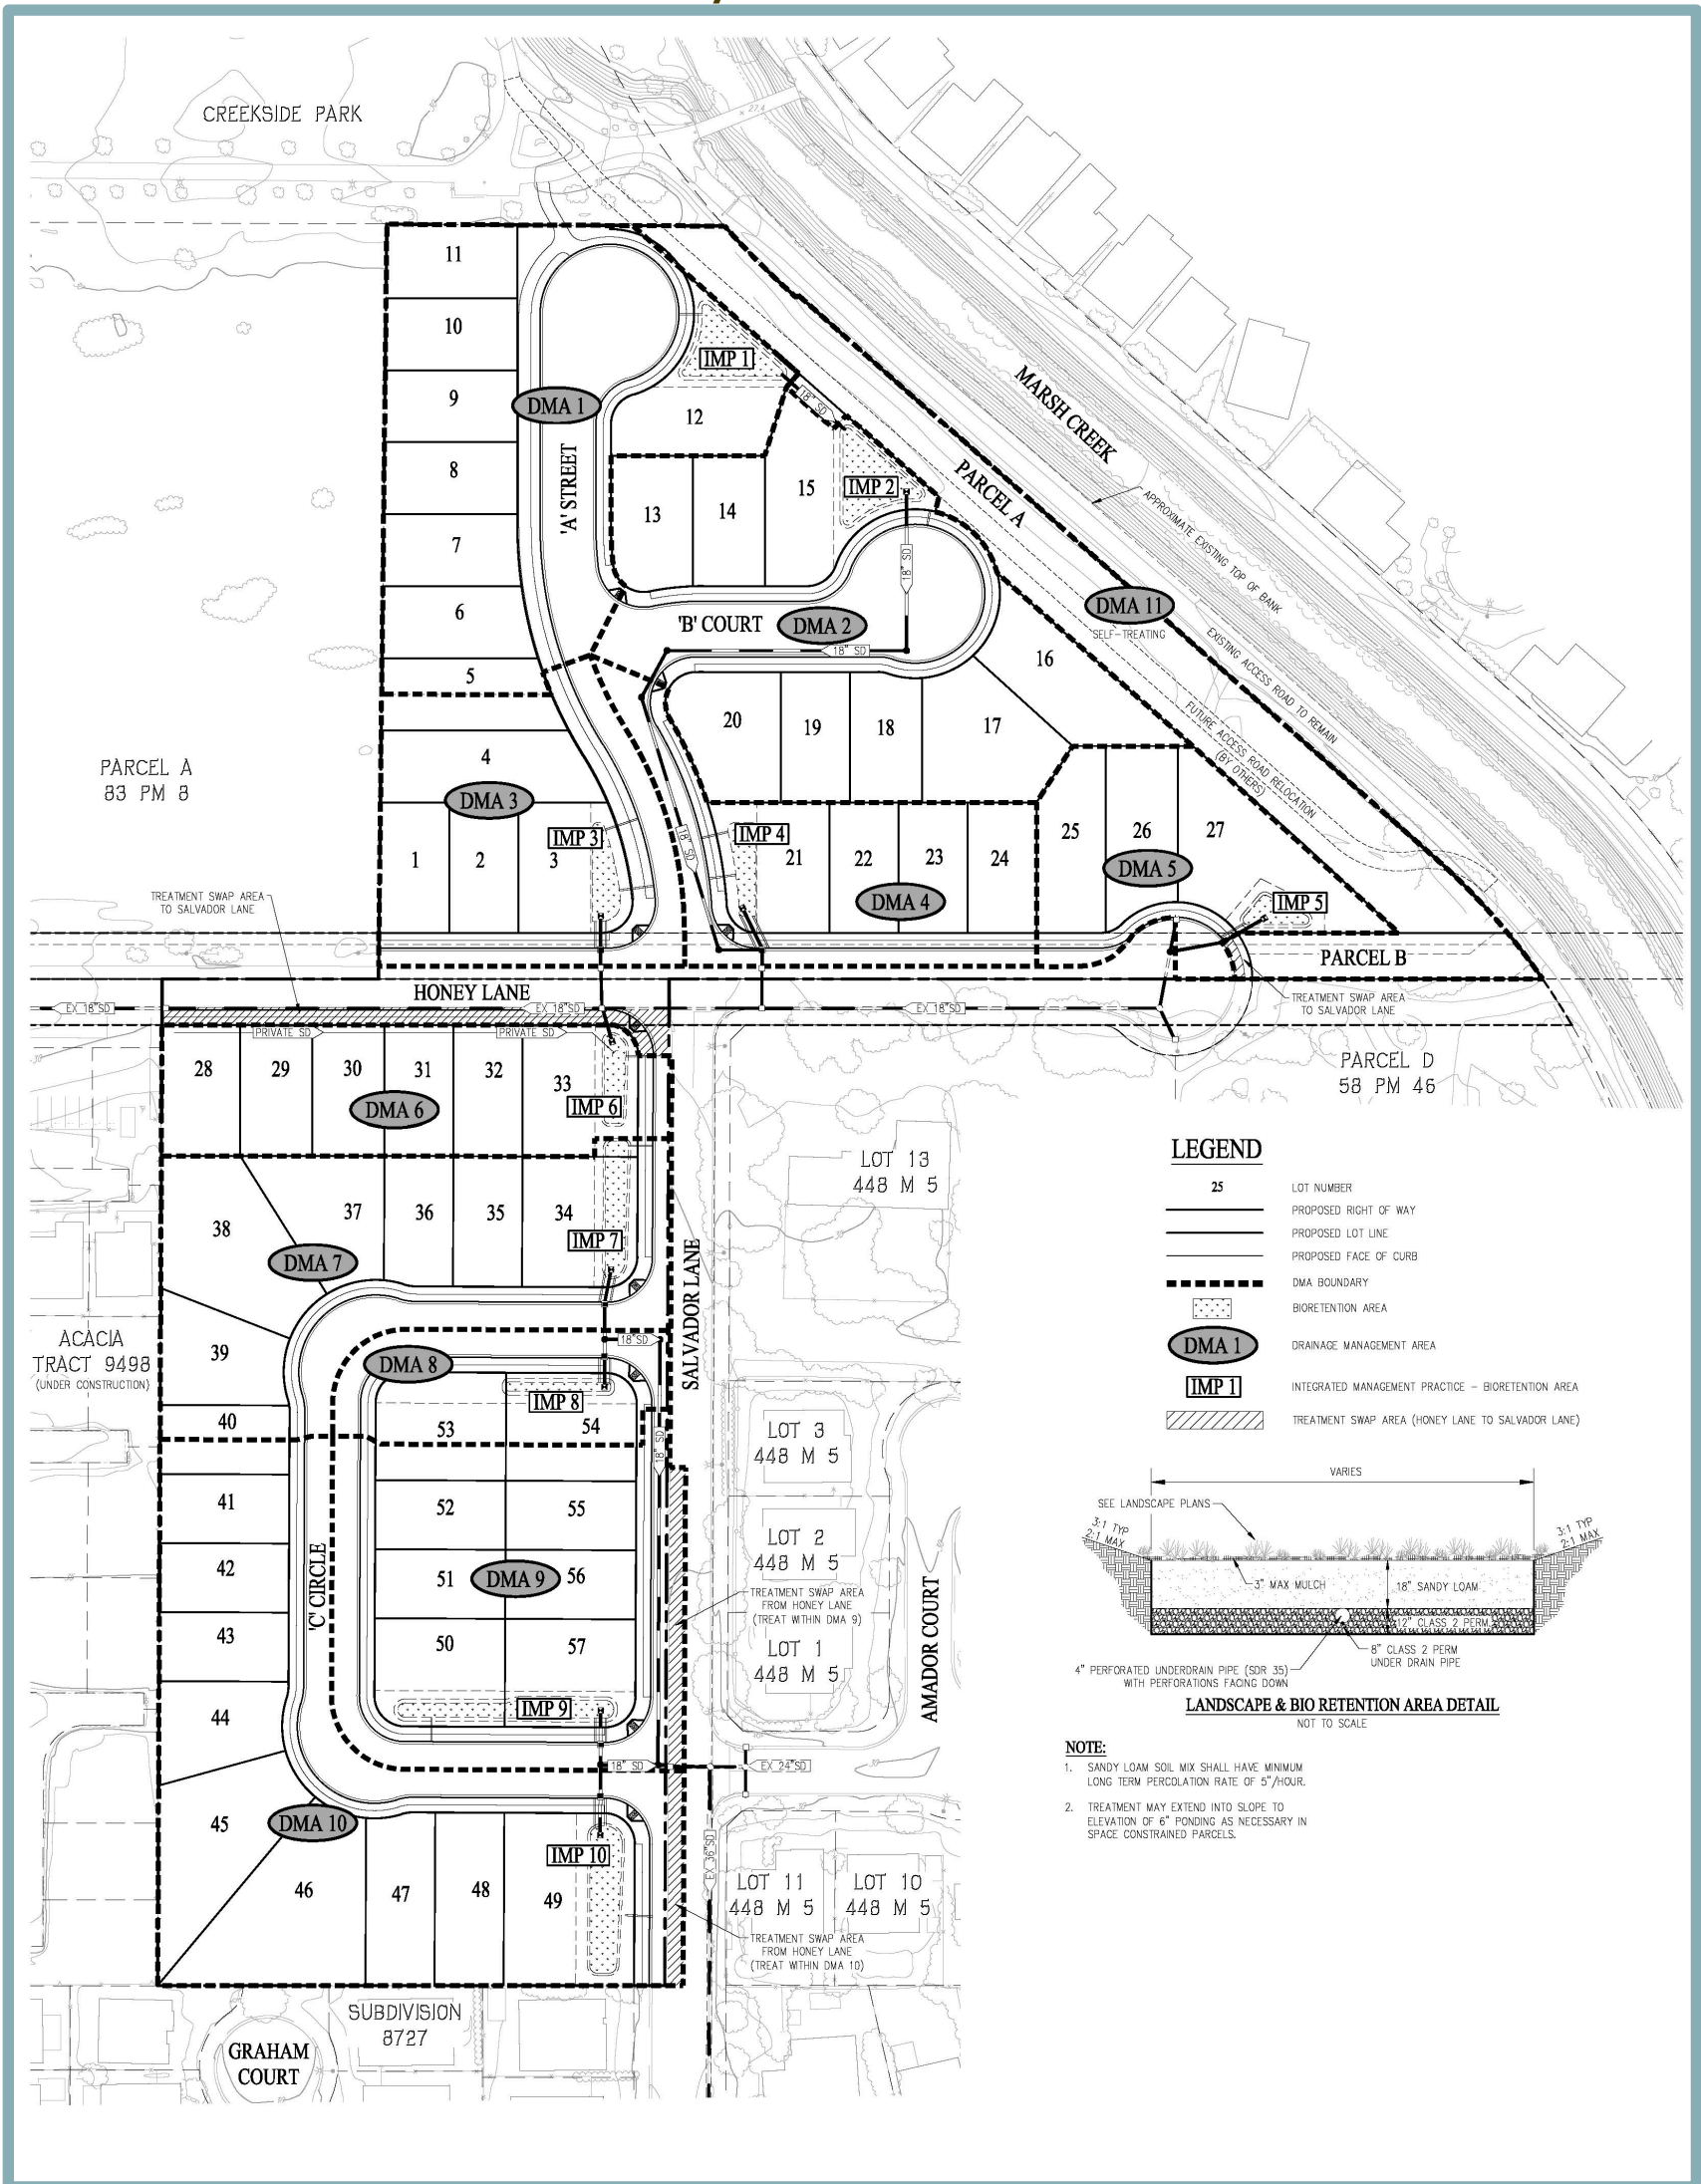 CREEKSIDE PARK
27.4
11
10
9
8
7
6
5
4
1
2
3
DMA 1
'A' STREET
IMP 1
12
18" SD
13
14
15
IMP 2
18" SD
'B' COURT
DMA 2
18" SD
MARSH CREEK
PARCEL A
APPROXIMATE EXISTING TOP OF BANK
DMA 11
SELF-TREATING
EXISTING ACCESS ROAD TO REMAIN
FUTURE ACCESS ROAD RELOCATION
(BY OTHERS)
16
17
18
19
20
PARCEL A
83 PM 8
DMA 3
IMP 3
18" SD
IMP 4
21
22
23
24
DMA 4
25
26
27
DMA 5
IMP 5
PARCEL B
TREATMENT SWAP AREA
TO SALVADOR LANE
HONEY LANE
EX 18"SD
EX 18"SD
EX 18"SD
TREATMENT SWAP AREA
TO SALVADOR LANE
PARCEL D
58 PM 46
PRIVATE SD
PRIVATE SD
28
29
30
31
32
33
DMA 6
IMP 6
38
37
36
35
34
IMP 7
DMA 7
SALVADOR LANE
LOT 13
448 M 5
ACACIA
TRACT 9498
(UNDER CONSTRUCTION)
39
40
18"SD
DMA 8
IMP 8
53
54
18" SD
LOT 3
448 M 5
41
42
43
44
45
'C' CIRCLE
52
55
51
DMA 9
56
50
57
IMP 9
LOT 2
448 M 5
TREATMENT SWAP AREA
FROM HONEY LANE
(TREAT WITHIN DMA 9)
LOT 1
448 M 5
AMADOR COURT
18" SD
EX 24"SD
EX 36"SD
DMA 10
IMP 10
46
47
48
49
LOT 11
448 M 5
LOT 10
448 M 5
TREATMENT SWAP AREA
FROM HONEY LANE
(TREAT WITHIN DMA 10)
SUBDIVISION
8727
GRAHAM
COURT
LEGEND
25 LOT NUMBER
PROPOSED RIGHT OF WAY
PROPOSED LOT LINE
PROPOSED FACE OF CURB
DMA BOUNDARY
BIORETENTION AREA
DMA 1 DRAINAGE MANAGEMENT AREA
IMP 1 INTEGRATED MANAGEMENT PRACTICE - BIORETENTION AREA
TREATMENT SWAP AREA (HONEY LANE TO SALVADOR LANE)
VARIES
SEE LANDSCAPE PLANS
3:1 TYP
2:1 MAX
3:1 TYP
2:1 MAX
3" MAX MULCH
18" SANDY LOAM
12" CLASS 2 PERM
8" CLASS 2 PERM
UNDER DRAIN PIPE
4" PERFORATED UNDERDRAIN PIPE (SDR 35)
WITH PERFORATIONS FACING DOWN
LANDSCAPE & BIO RETENTION AREA DETAIL
NOT TO SCALE
NOTE:
1. SANDY LOAM SOIL MIX SHALL HAVE MINIMUM
LONG TERM PERCOLATION RATE OF 5"/HOUR.
2. TREATMENT MAY EXTEND INTO SLOPE TO
ELEVATION OF 6" PONDING AS NECESSARY IN
SPACE CONSTRAINED PARCELS.